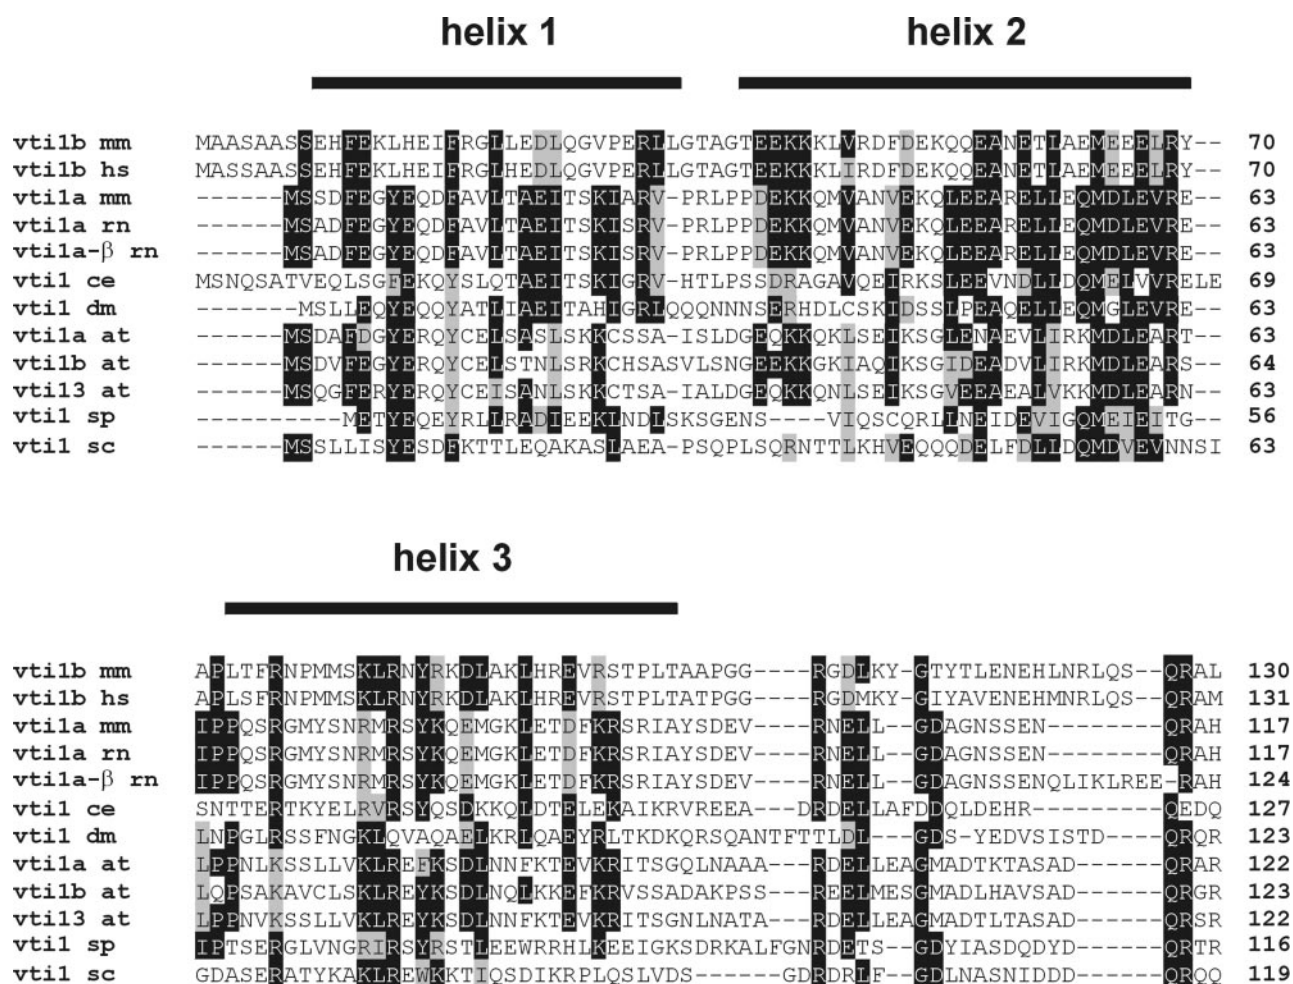 helix 1 helix 2
vti1b mm MAASAASSEHFEKLHEIFRGLLEDLQGVPERLLGTAGTEEKKKLVRDFDEKQQEANETLAEMEEELRY-- 70
vti1b hs MASSAASSEHFEKLHEIFRGLHEDLQGVPERLLGTAGTEEKKKLIRDFDEKQQEANETLAEMEEELRY-- 70
vti1a mm ------MSSDFEGYEQDFAVLTAEITSKIARV-PRLPPDEKKQMVANVEKQLEEARELLEQMDLEVRE-- 63
vti1a rn ------MSADFEGYEQDFAVLTAEITSKISRV-PRLPPDEKKQMVANVEKQLEEARELLEQMDLEVRE-- 63
vti1a-β rn ------MSADFEGYEQDFAVLTAEITSKISRV-PRLPPDEKKQMVANVEKQLEEARELLEQMDLEVRE-- 63
vti1 ce MSNQSATVEQLSGFEKQYSLQTAEITSKIGRV-HTLPSSDRAGAVQEIRKSLEEVNDLLDQMELVVRELE 69
vti1 dm -------MSLLEQYEQQYATLIAEITAHIGRLQQQNNNSERHDLCSKIDSSLPEAQELLEQMGLEVRE-- 63
vti1a at ------MSDAFDGYERQYCELSASLSKKCSSA-ISLDGEQKKQKLSEIKSGLENAEVLIRKMDLEART-- 63
vti1b at ------MSDVFEGYERQYCELSTNLSRKCHSASVLSNGEEKKGKIAQIKSGIDEADVLIRKMDLEARS-- 64
vti13 at ------MSQGFERYERQYCEISANLSKKCTSA-IALDGEQKKQNLSEIKSGVEEAEALVKKMDLEARN-- 63
vti1 sp ----------METYEQEYRLLRADIEEKLNDLSKSGENS----VIQSCQRLLNEIDEVIGQMEIEITG-- 56
vti1 sc ------MSSLLISYESDFKTTLEQAKASLAEA-PSQPLSQRNTTLKHVEQQQDELFDLLDQMDVEVNNSI 63
helix 3
vti1b mm APLTFRNPMMSKLRNYRKDLAKLHREVRSTPLTAAPGG----RGDLKY-GTYTLENEHLNRLQS--QRAL 130
vti1b hs APLSFRNPMMSKLRNYRKDLAKLHREVRSTPLTATPGG----RGDMKY-GIYAVENEHMNRLQS--QRAM 131
vti1a mm IPPQSRGMYSNRMRSYKQEMGKLETDFKRSRIAYSDEV----RNELL--GDAGNSSEN--------QRAH 117
vti1a rn IPPQSRGMYSNRMRSYKQEMGKLETDFKRSRIAYSDEV----RNELL--GDAGNSSEN--------QRAH 117
vti1a-β rn IPPQSRGMYSNRMRSYKQEMGKLETDFKRSRIAYSDEV----RNELL--GDAGNSSENQLIKLREE-RAH 124
vti1 ce SNTTERTKYELRVRSYQSDKKQLDTELEKAIKRVREEA---DRDELLAFDDQLDEHR---------QEDQ 127
vti1 dm LNPGLRSSFNGKLQVAQAELKRLQAEYRLTKDKQRSQANTFTTLDL---GDS-YEDVSISTD----QRQR 123
vti1a at LPPNLKSSLLVKLREFKSDLNNFKTEVKRITSGQLNAAA---RDELLEAGMADTKTASAD------QRAR 122
vti1b at LQPSAKAVCLSKLREYKSDLNQLKKEFKRVSSADAKPSS---REELMESGMADLHAVSAD------QRGR 123
vti13 at LPPNVKSSLLVKLREYKSDLNNFKTEVKRITSGNLNATA---RDELLEAGMADTLTASAD------QRSR 122
vti1 sp IPTSERGLVNGRIRSYRSTLEEWRRHLKEEIGKSDRKALFGNRDETS--GDYIASDQDYD------QRTR 116
vti1 sc GDASERATYKAKLREWKKTIQSDIKRPLQSLVDS------GDRDRLF--GDLNASNIDDD------QRQQ 119